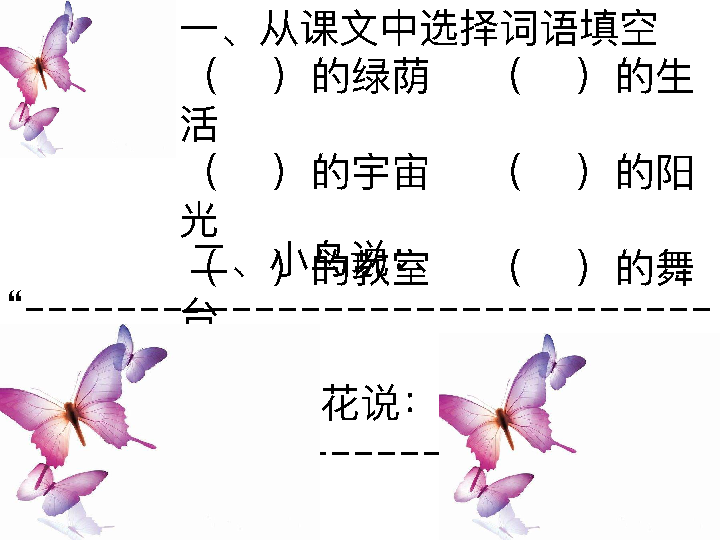 一、从课文中选择词语填空
（　）的绿荫　（　）的生
活
（　）的宇宙　（　）的阳
光
（　）的教室　（　）的舞
台
二、小鸟说：
“------------------------------
花说：
------